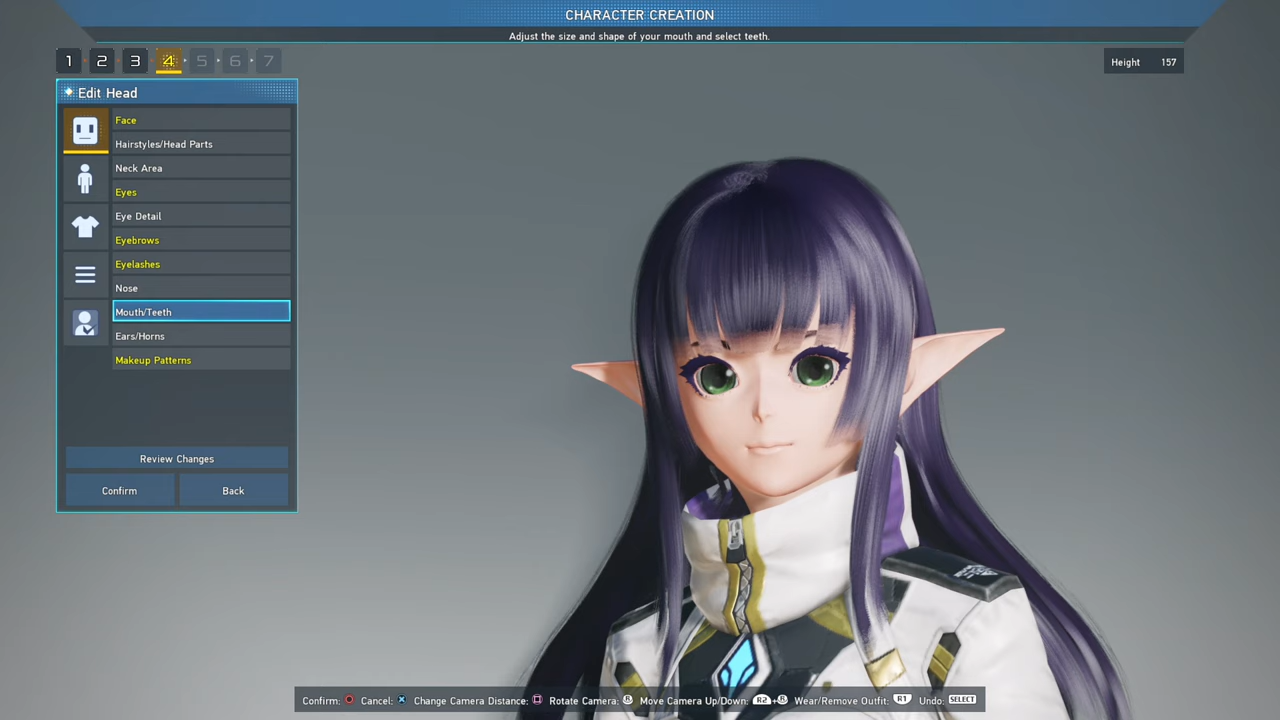 CHARACTER CREATION
Adjust the size and shape of your mouth and select teeth.
1 2 3 4 5 6 7
Height 157
Edit Head
Face
Hairstyles/Head Parts
Neck Area
Eyes
Eye Detail
Eyebrows
Eyelashes
Nose
Mouth/Teeth
Ears/Horns
Makeup Patterns
Review Changes
Confirm Back
Confirm: Cancel: Change Camera Distance: Rotate Camera: R Move Camera Up/Down: R2+R Wear/Remove Outfit: R1 Undo: SELECT